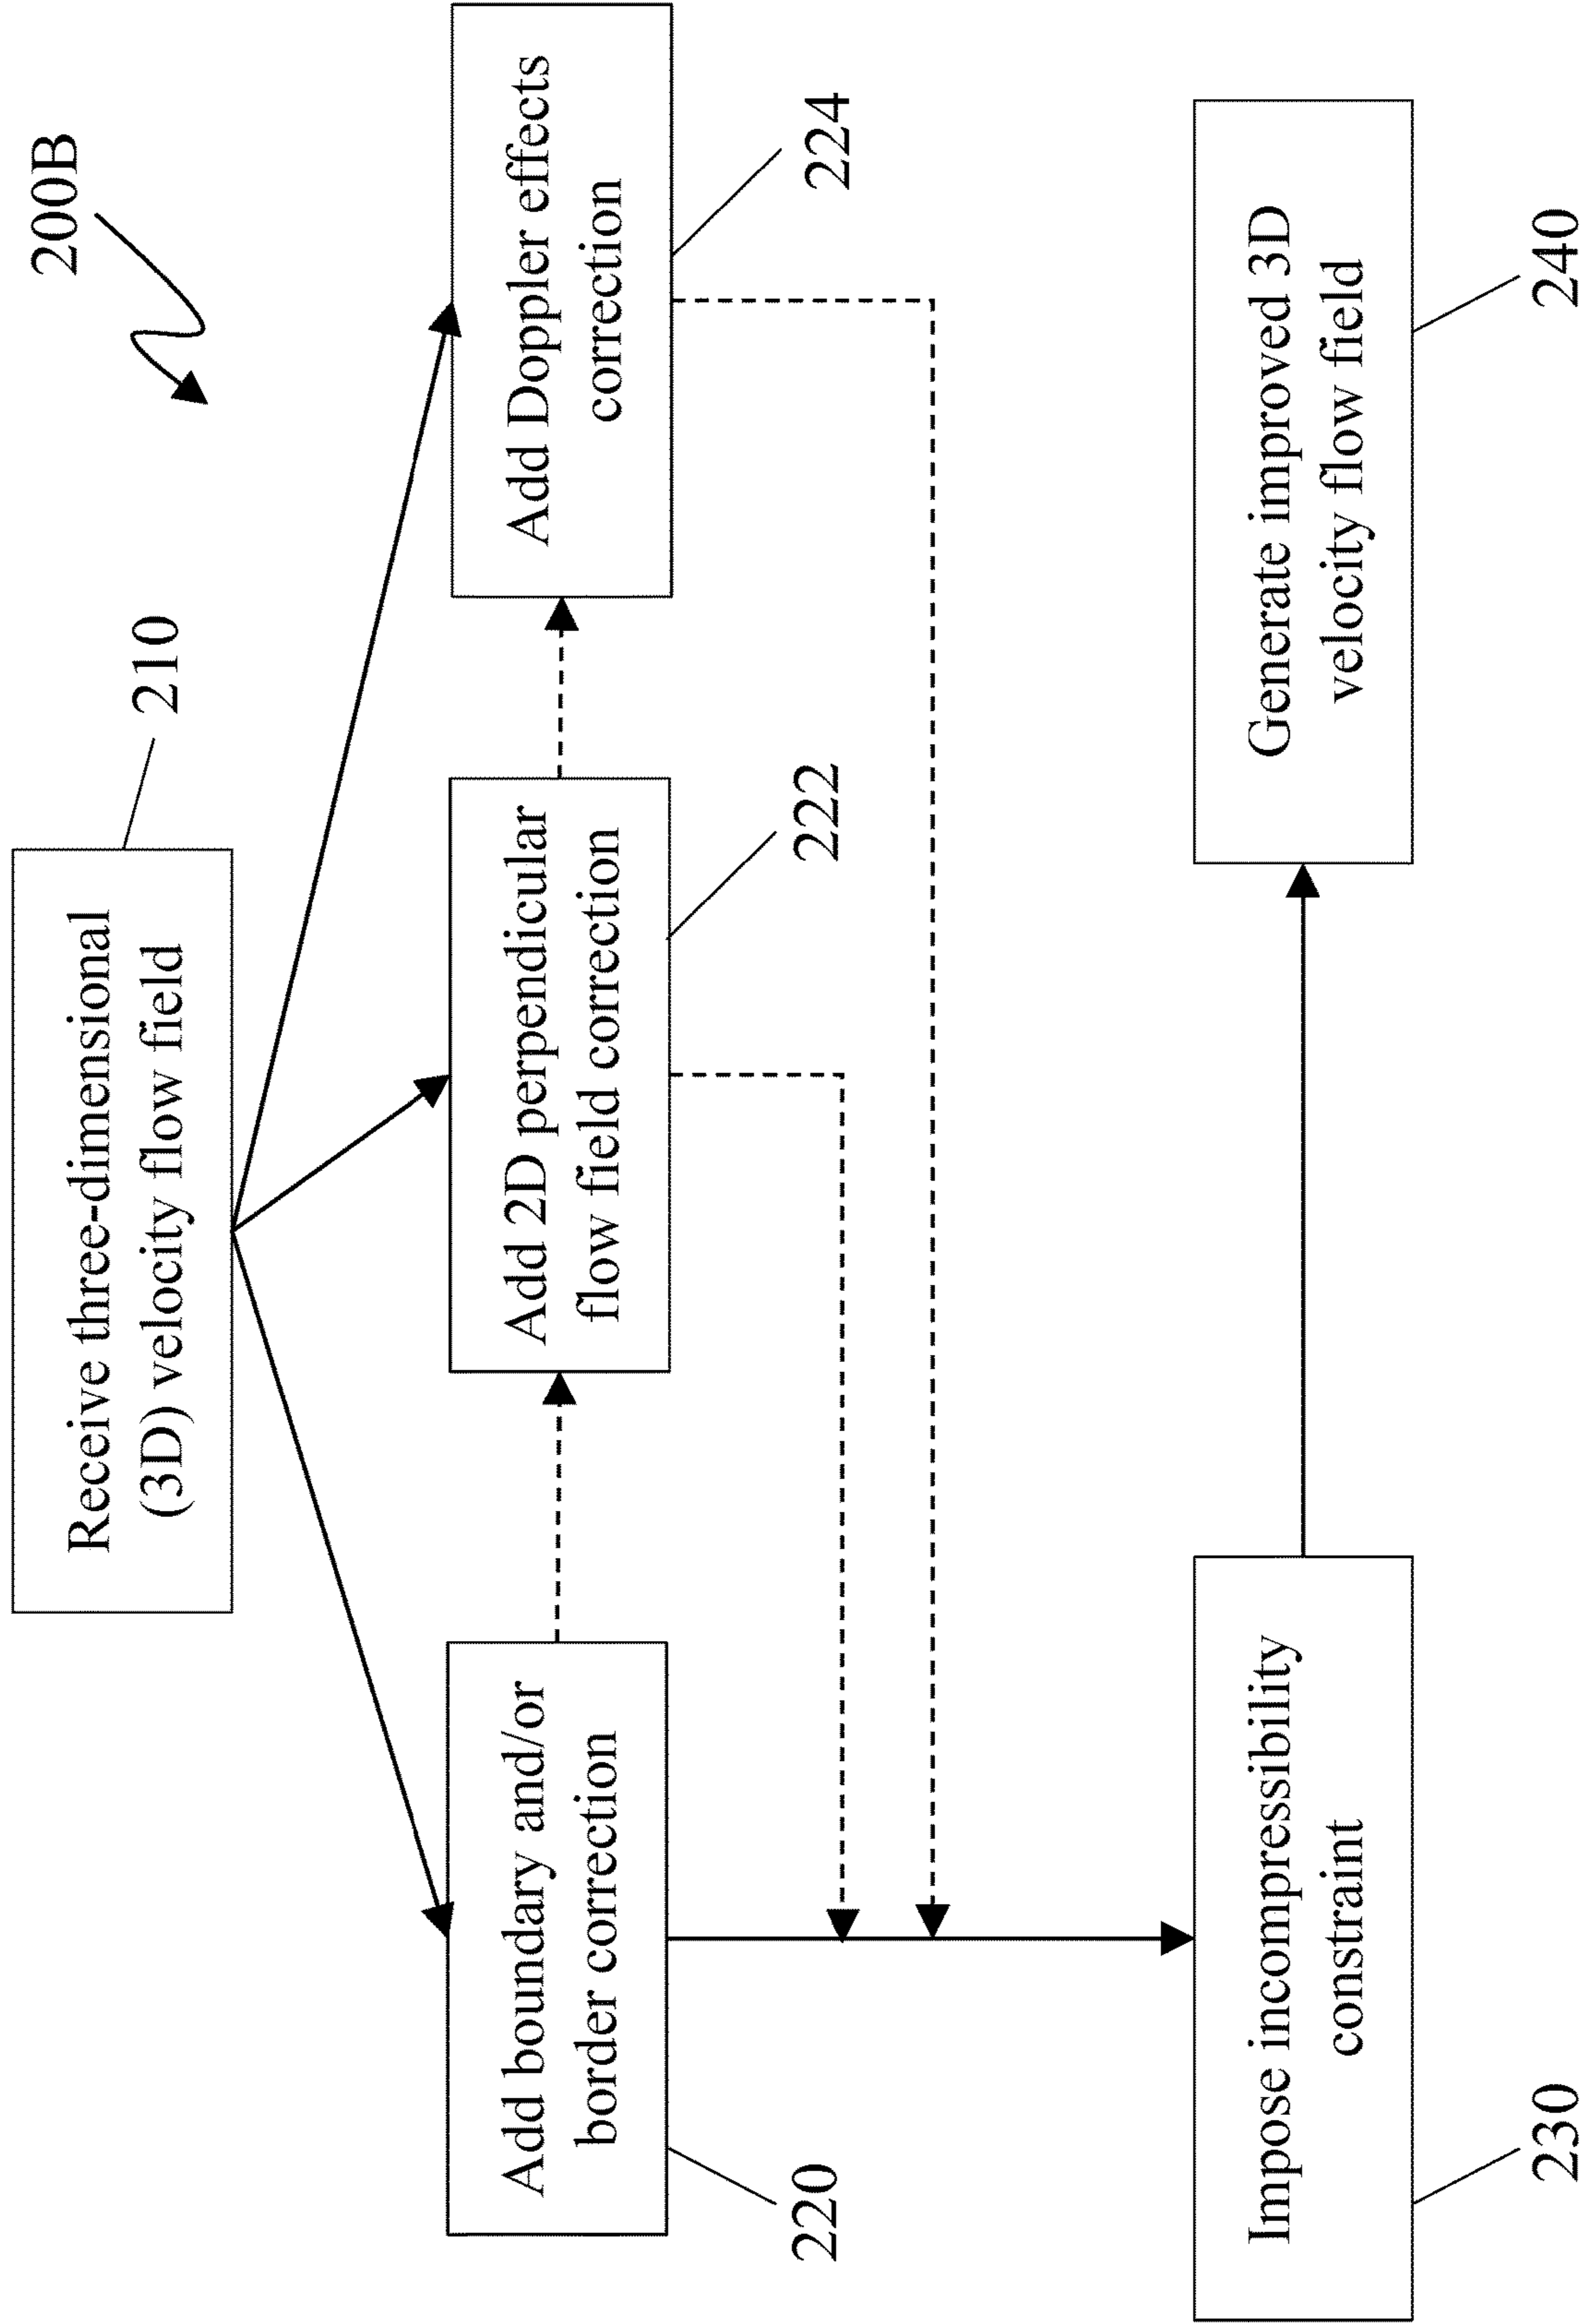 200B
Receive three-dimensional
(3D) velocity flow field
210
Add boundary and/or
border correction
220
Add 2D perpendicular
flow field correction
222
Add Doppler effects
correction
224
Impose incompressibility
constraint
230
Generate improved 3D
velocity flow field
240